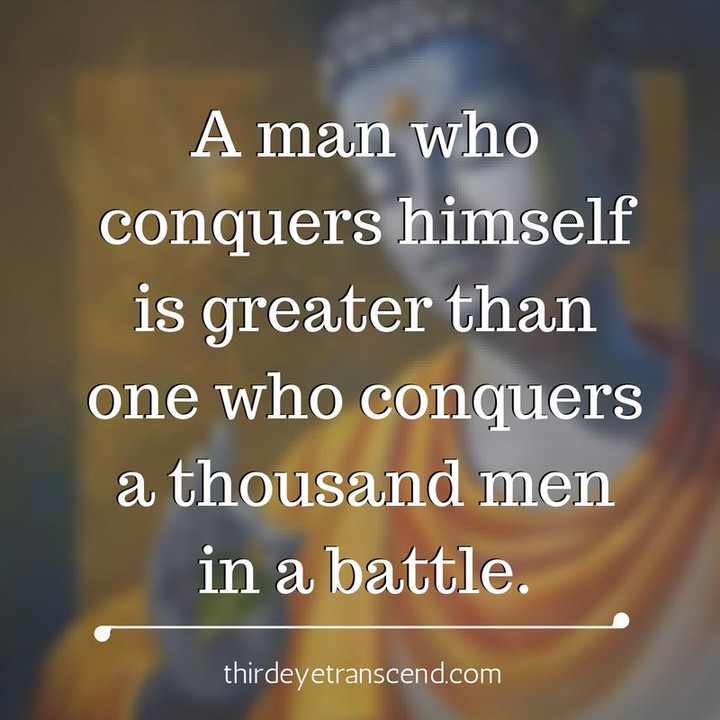 A man who
conquers himself
is greater than
one who conquers
a thousand men
in a battle.
thirdeyetranscend.com